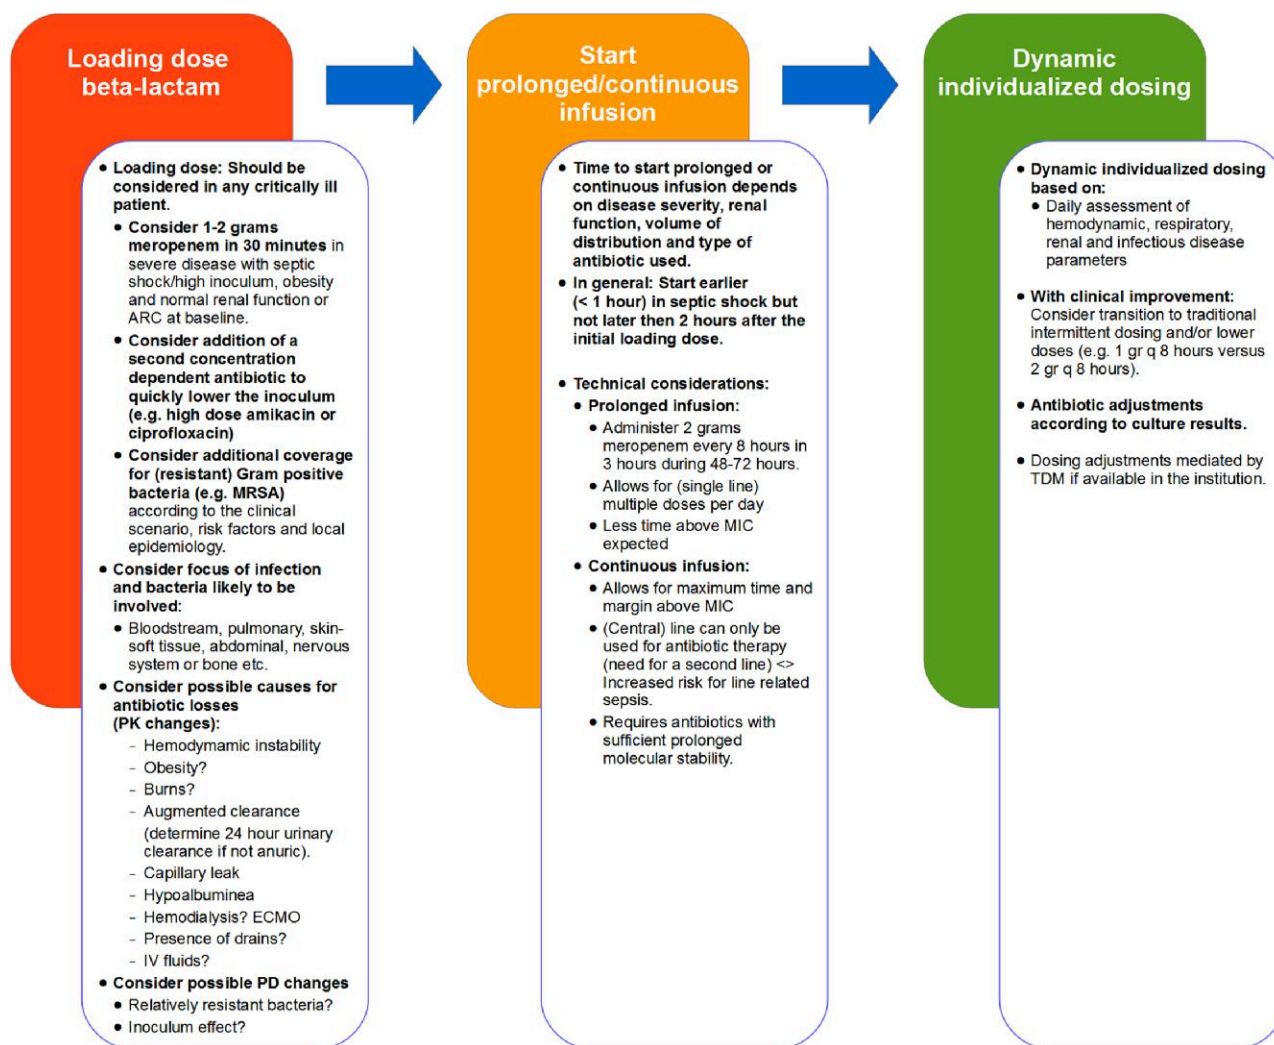 Loading dose
beta-lactam
● Loading dose: Should be
considered in any critically ill
patient.
● Consider 1-2 grams
meropenem in 30 minutes in
severe disease with septic
shock/high inoculum, obesity
and normal renal function or
ARC at baseline.
● Consider addition of a
second concentration
dependent antibiotic to
quickly lower the inoculum
(e.g. high dose amikacin or
ciprofloxacin)
● Consider additional coverage
for (resistant) Gram positive
bacteria (e.g. MRSA)
according to the clinical
scenario, risk factors and local
epidemiology.
● Consider focus of infection
and bacteria likely to be
involved:
● Bloodstream, pulmonary, skin-
soft tissue, abdominal, nervous
system or bone etc.
● Consider possible causes for
antibiotic losses
(PK changes):
- Hemodymamic instability
- Obesity?
- Burns?
- Augmented clearance
(determine 24 hour urinary
clearance if not anuric).
- Capillary leak
- Hypoalbuminea
- Hemodialysis? ECMO
- Presence of drains?
- IV fluids?
● Consider possible PD changes
● Relatively resistant bacteria?
● Inoculum effect?
Start
prolonged/continuous
infusion
● Time to start prolonged or
continuous infusion depends
on disease severity, renal
function, volume of
distribution and type of
antibiotic used.
● In general: Start earlier
(< 1 hour) in septic shock but
not later then 2 hours after the
initial loading dose.
● Technical considerations:
● Prolonged infusion:
● Administer 2 grams
meropenem every 8 hours in
3 hours during 48-72 hours.
● Allows for (single line)
multiple doses per day
● Less time above MIC
expected
● Continuous infusion:
● Allows for maximum time and
margin above MIC
● (Central) line can only be
used for antibiotic therapy
(need for a second line) <>
Increased risk for line related
sepsis.
● Requires antibiotics with
sufficient prolonged
molecular stability.
Dynamic
individualized dosing
● Dynamic individualized dosing
based on:
● Daily assessment of
hemodynamic, respiratory,
renal and infectious disease
parameters
● With clinical improvement:
Consider transition to traditional
intermittent dosing and/or lower
doses (e.g. 1 gr q 8 hours versus
2 gr q 8 hours).
● Antibiotic adjustments
according to culture results.
● Dosing adjustments mediated by
TDM if available in the institution.